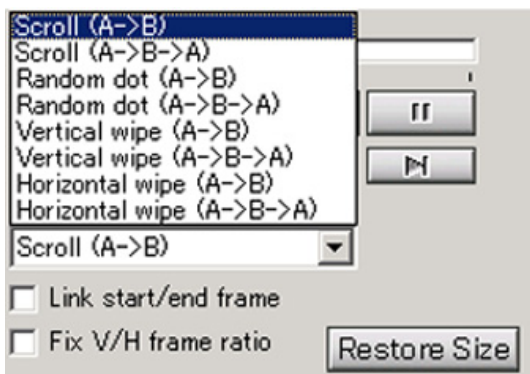 Scroll (A->B)
Scroll (A->B->A)
Random dot (A->B)
Random dot (A->B->A)
Vertical wipe (A->B)
Vertical wipe (A->B->A)
Horizontal wipe (A->B)
Horizontal wipe (A->B->A)
Scroll (A->B)
Link start/end frame
Fix V/H frame ratio
Restore Size